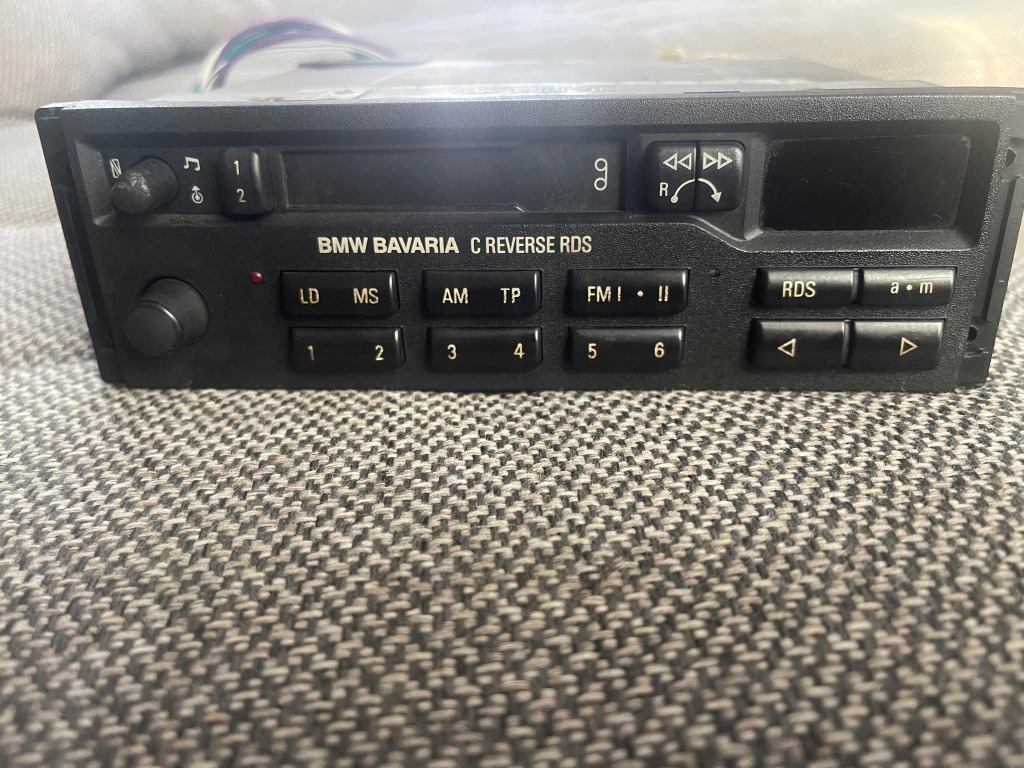 1
2
R
BMW BAVARIA C REVERSE RDS
LD MS AM TP FM I • II RDS a•m
1 2 3 4 5 6